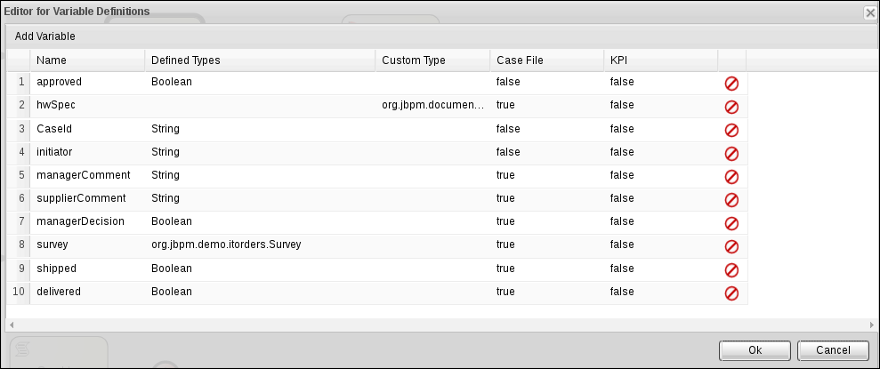 Editor for Variable Definitions
Add Variable
Name Defined Types Custom Type Case File KPI
1 approved Boolean false false
2 hwSpec org.jbpm.documen... true false
3 CaseId String false false
4 initiator String false false
5 managerComment String true false
6 supplierComment String true false
7 managerDecision Boolean true false
8 survey org.jbpm.demo.itorders.Survey true false
9 shipped Boolean true false
10 delivered Boolean true false
Ok Cancel